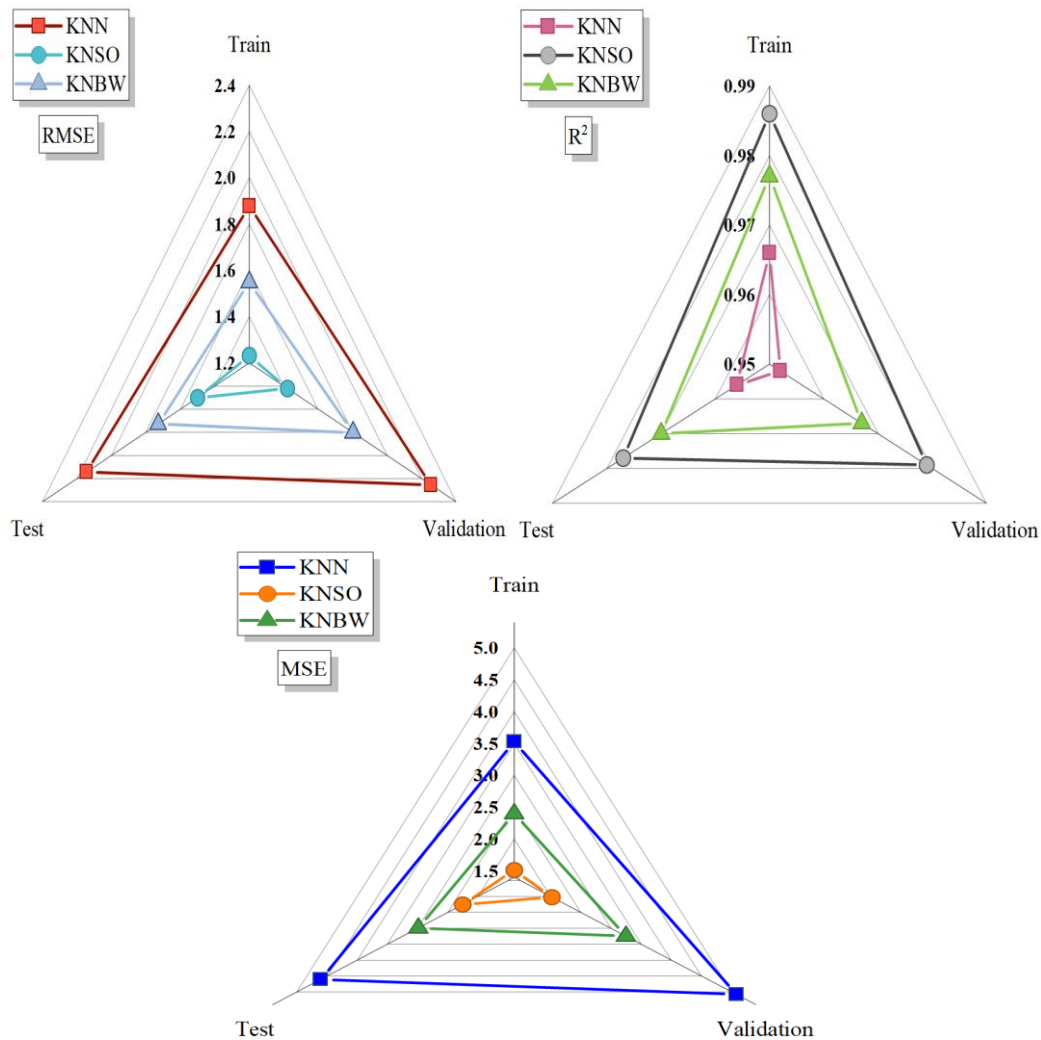 KNN
KNSO
KNBW
RMSE
Train
2.4
2.2
2.0
1.8
1.6
1.4
1.2
Test
Validation
KNN
KNSO
KNBW
R²
Train
0.99
0.98
0.97
0.96
0.95
Test
Validation
KNN
KNSO
KNBW
MSE
Train
5.0
4.5
4.0
3.5
3.0
2.5
2.0
1.5
Test
Validation